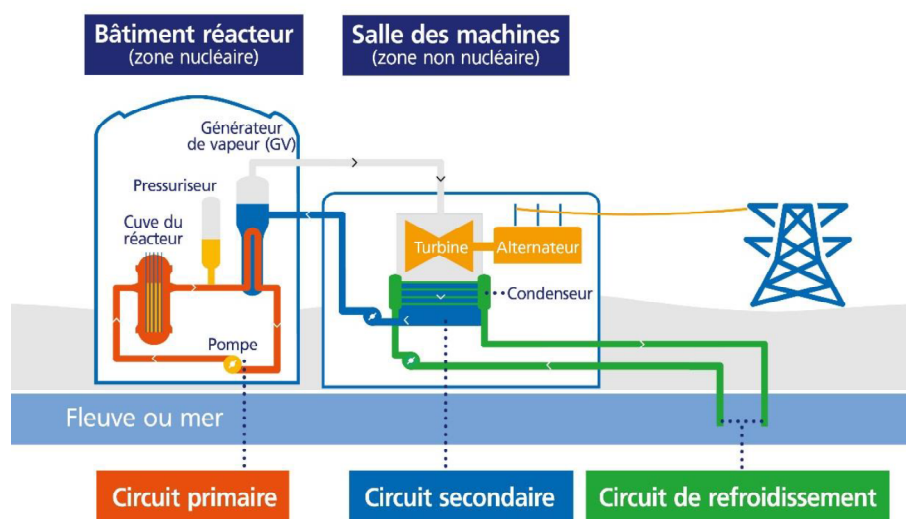 Bâtiment réacteur
(zone nucléaire)
Salle des machines
(zone non nucléaire)
Générateur
de vapeur (GV)
Pressuriseur
Cuve du
réacteur
Turbine
Alternateur
Condenseur
Pompe
Fleuve ou mer
Circuit primaire
Circuit secondaire
Circuit de refroidissement